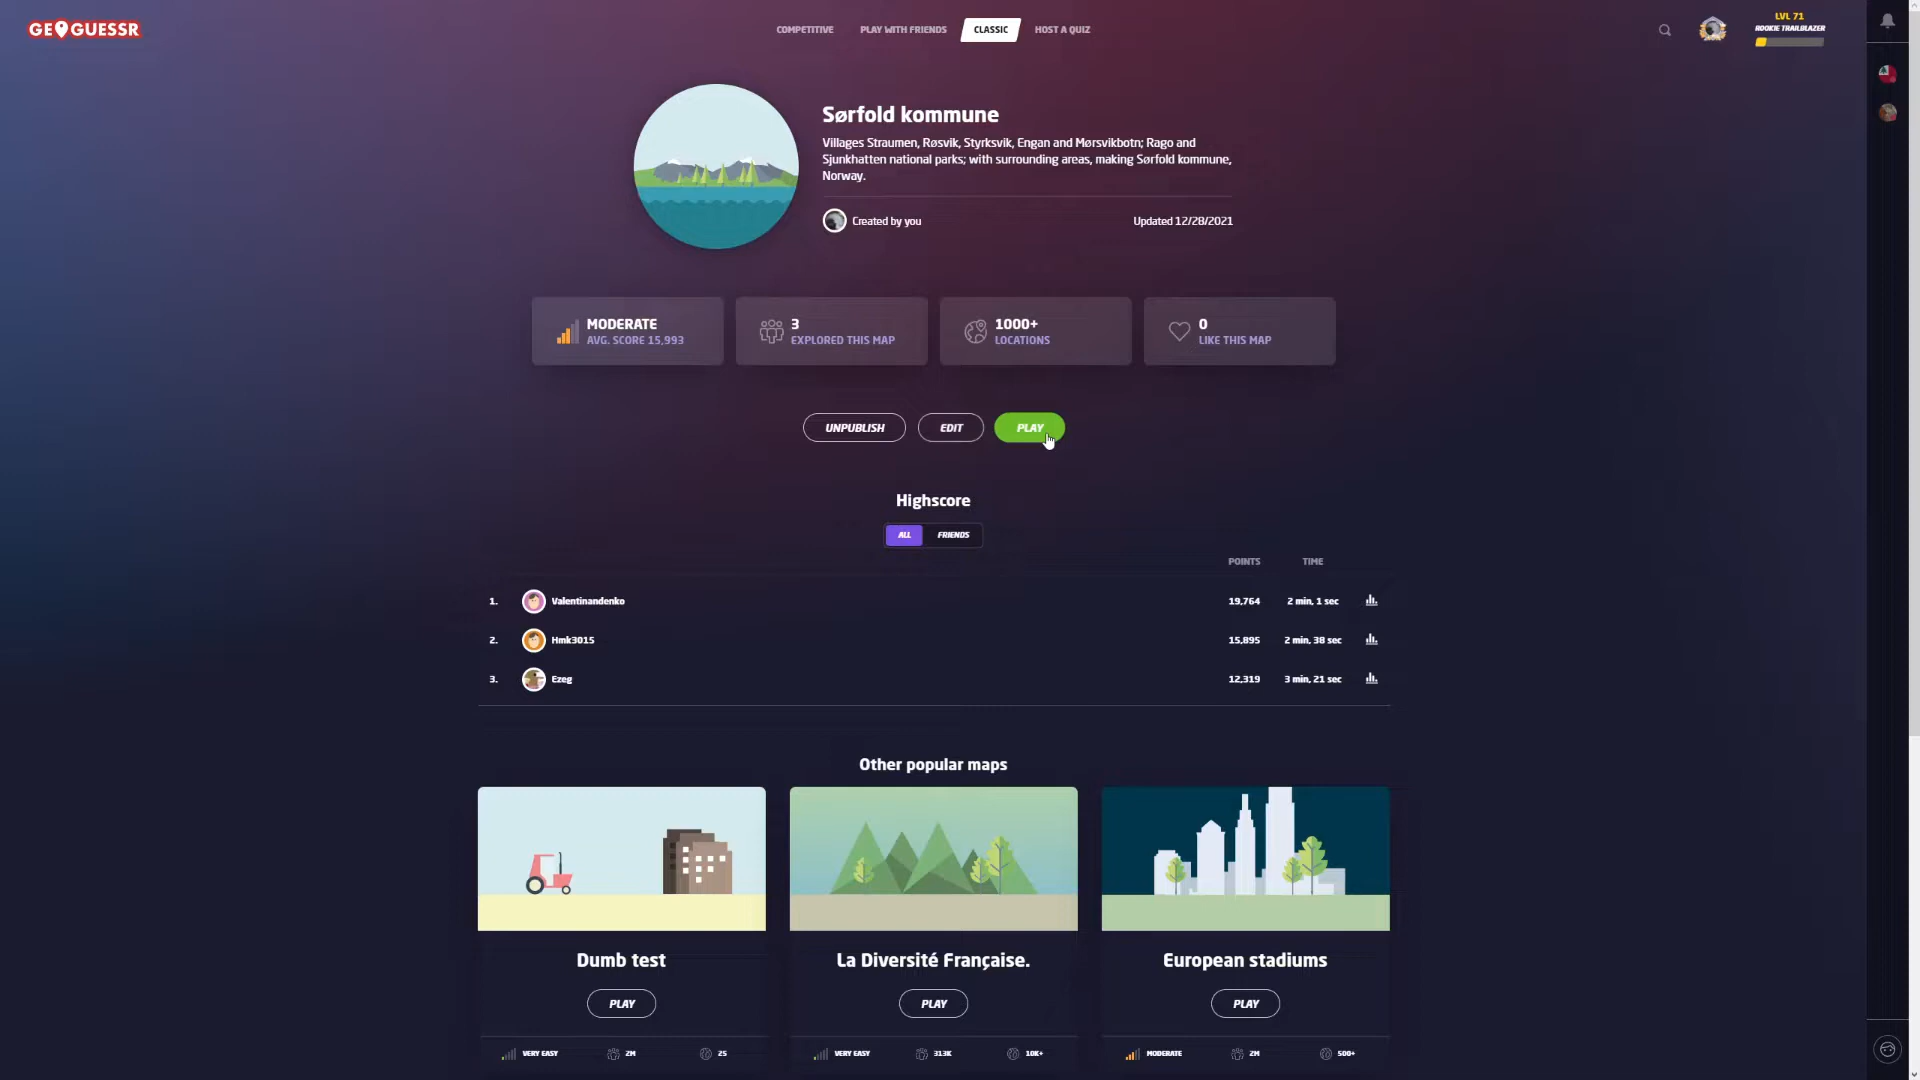 GEOGUESSR
COMPETITIVE
PLAY WITH FRIENDS
CLASSIC
HOST A QUIZ
LVL 71
ROOKIE TRAILBLAZER
Sørfold kommune
Villages Straumen, Røsvik, Styrksvik, Engan and Mørsvikbotn; Rago and
Sjunkhatten national parks; with surrounding areas, making Sørfold kommune,
Norway.
Created by you
Updated 12/28/2021
MODERATE
AVG. SCORE 15,993
3
EXPLORED THIS MAP
1000+
LOCATIONS
0
LIKE THIS MAP
UNPUBLISH
EDIT
PLAY
Highscore
ALL
FRIENDS
POINTS
TIME
1. Valentinandenko 19,764 2 min, 1 sec
2. Hmk3015 15,895 2 min, 38 sec
3. Ezeg 12,319 3 min, 21 sec
Other popular maps
Dumb test
PLAY
VERY EASY 2M 25
La Diversité Française.
PLAY
VERY EASY 313K 10K+
European stadiums
PLAY
MODERATE 2M 500+